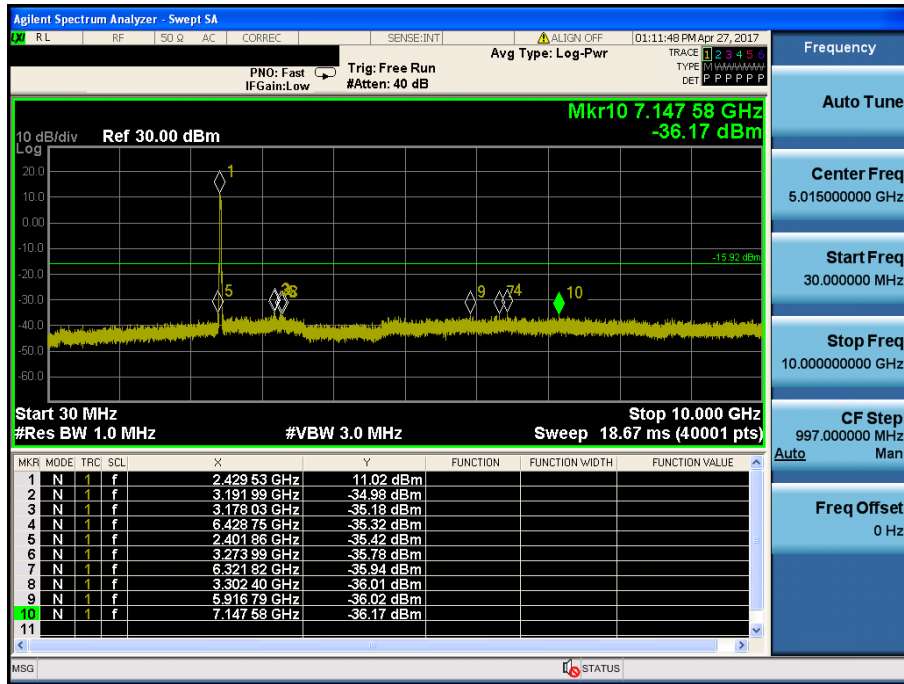 Agilent Spectrum Analyzer - Swept SA
LXI RL RF 50 Ω AC CORREC SENSE:INT ALIGN OFF 01:11:48 PM Apr 27, 2017
Avg Type: Log-Pwr TRACE 1 2 3 4 5 6
PNO: Fast Trig: Free Run TYPE M WWWWW
IFGain:Low #Atten: 40 dB DET P P P P P P
Mkr10 7.147 58 GHz
-36.17 dBm
10 dB/div Ref 30.00 dBm
Log
20.0
10.0
0.00
-10.0
-20.0
-30.0
-40.0
-50.0
-60.0
-15.92 dBm
1
5
9
10
Start 30 MHz Stop 10.000 GHz
#Res BW 1.0 MHz #VBW 3.0 MHz Sweep 18.67 ms (40001 pts)
MKR MODE TRC SCL X Y FUNCTION FUNCTION WIDTH FUNCTION VALUE
1 N 1 f 2.429 53 GHz 11.02 dBm
2 N 1 f 3.191 99 GHz -34.98 dBm
3 N 1 f 3.178 03 GHz -35.18 dBm
4 N 1 f 6.428 75 GHz -35.32 dBm
5 N 1 f 2.401 86 GHz -35.42 dBm
6 N 1 f 3.273 99 GHz -35.78 dBm
7 N 1 f 6.321 82 GHz -35.94 dBm
8 N 1 f 3.302 40 GHz -36.01 dBm
9 N 1 f 5.916 79 GHz -36.02 dBm
10 N 1 f 7.147 58 GHz -36.17 dBm
11
MSG STATUS
Frequency
Auto Tune
Center Freq
5.015000000 GHz
Start Freq
30.000000 MHz
Stop Freq
10.000000000 GHz
CF Step
997.000000 MHz
Auto Man
Freq Offset
0 Hz